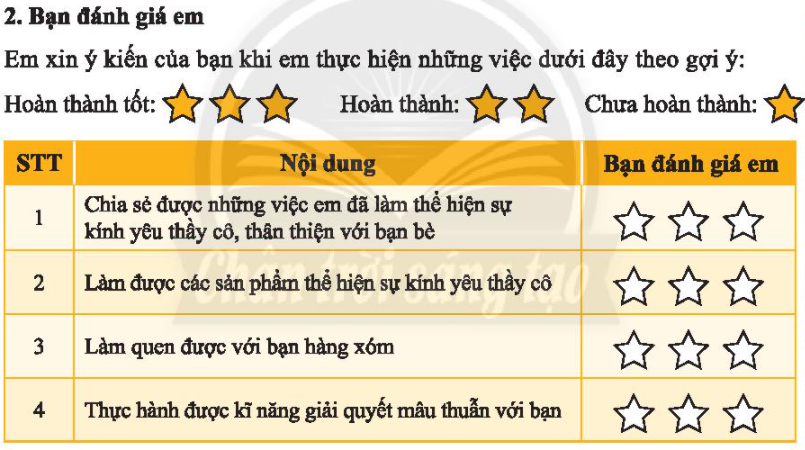 2. Bạn đánh giá em
Em xin ý kiến của bạn khi em thực hiện những việc dưới đây theo gợi ý:
Hoàn thành tốt: Hoàn thành: Chưa hoàn thành:
STT Nội dung Bạn đánh giá em
1 Chia sẻ được những việc em đã làm thể hiện sự
kính yêu thầy cô, thân thiện với bạn bè
2 Làm được các sản phẩm thể hiện sự kính yêu thầy cô
3 Làm quen được với bạn hàng xóm
4 Thực hành được kĩ năng giải quyết mâu thuẫn với bạn
Chân trời sáng tạo